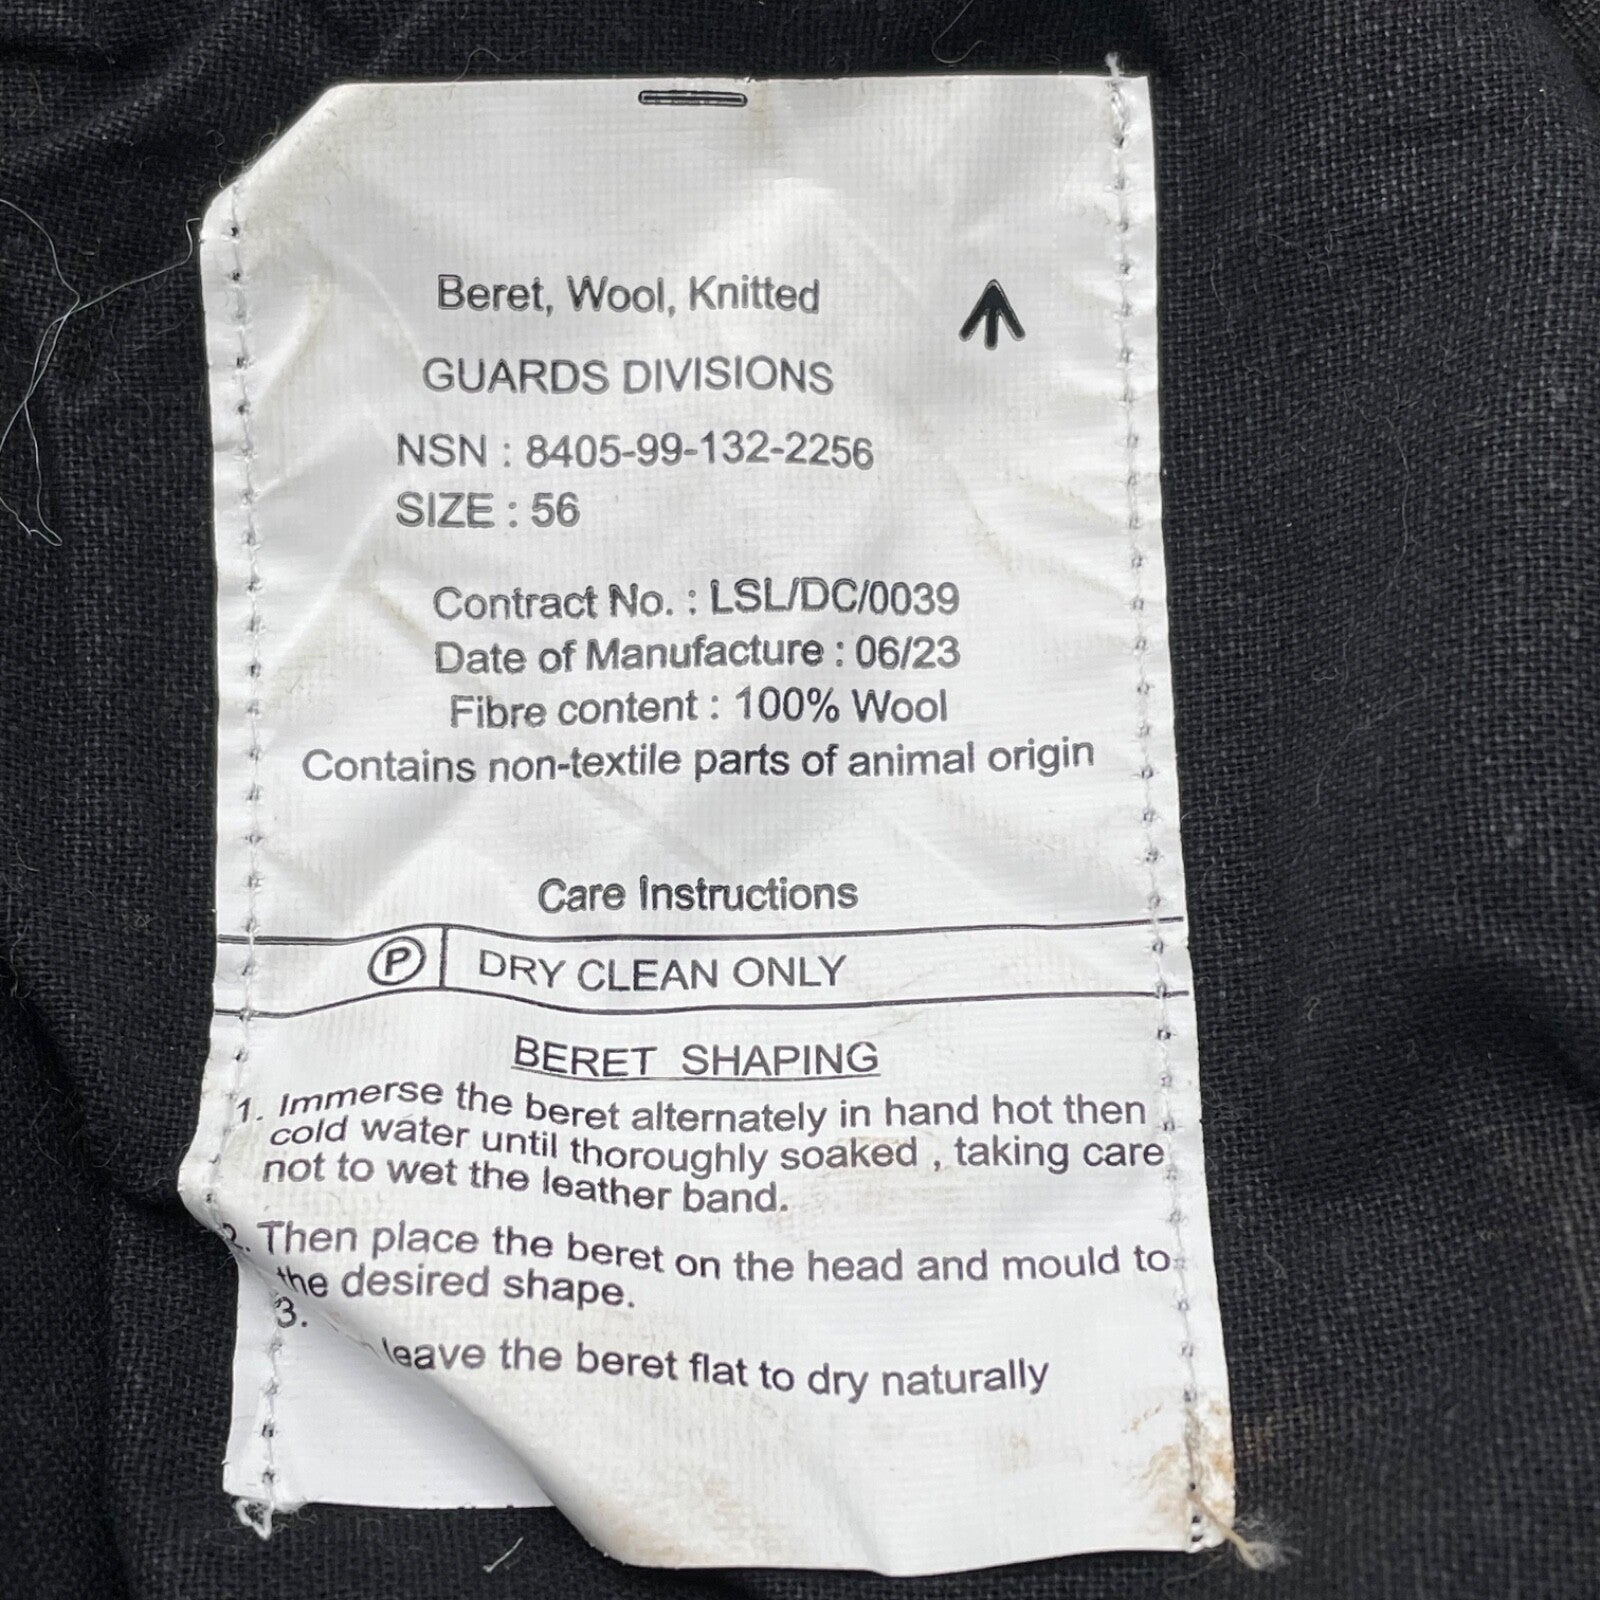 Beret, Wool, Knitted
GUARDS DIVISIONS
NSN : 8405-99-132-2256
SIZE : 56
Contract No. : LSL/DC/0039
Date of Manufacture : 06/23
Fibre content : 100% Wool
Contains non-textile parts of animal origin
Care Instructions
P DRY CLEAN ONLY
BERET SHAPING
1. Immerse the beret alternately in hand hot then
cold water until thoroughly soaked , taking care
not to wet the leather band.
2. Then place the beret on the head and mould to
the desired shape.
3.
leave the beret flat to dry naturally